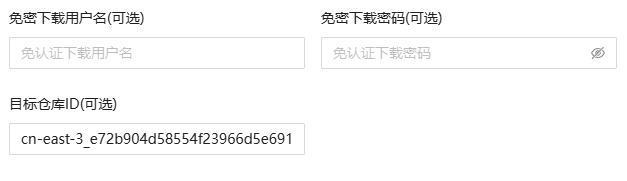 免密下载用户名(可选)
免密下载密码(可选)
免认证下载用户名
免认证下载密码
目标仓库ID(可选)
cn-east-3_e72b904d58554f23966d5e691